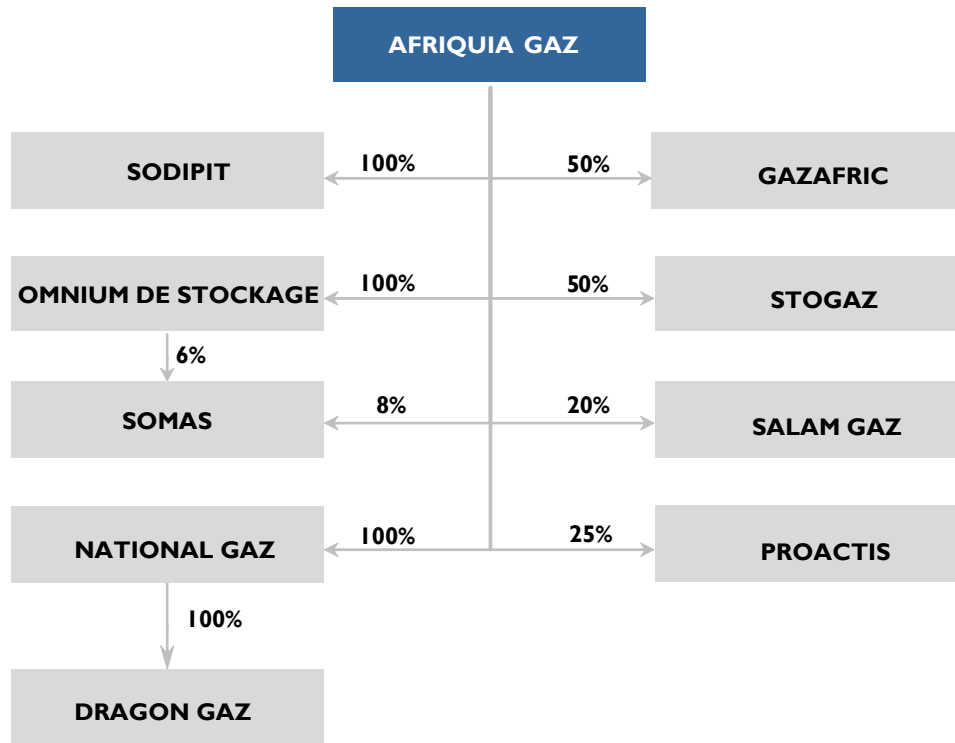 AFRIQUIA GAZ
SODIPIT
100%
50%
GAZAFRIC
OMNIUM DE STOCKAGE
100%
50%
STOGAZ
6%
SOMAS
8%
20%
SALAM GAZ
NATIONAL GAZ
100%
25%
PROACTIS
100%
DRAGON GAZ